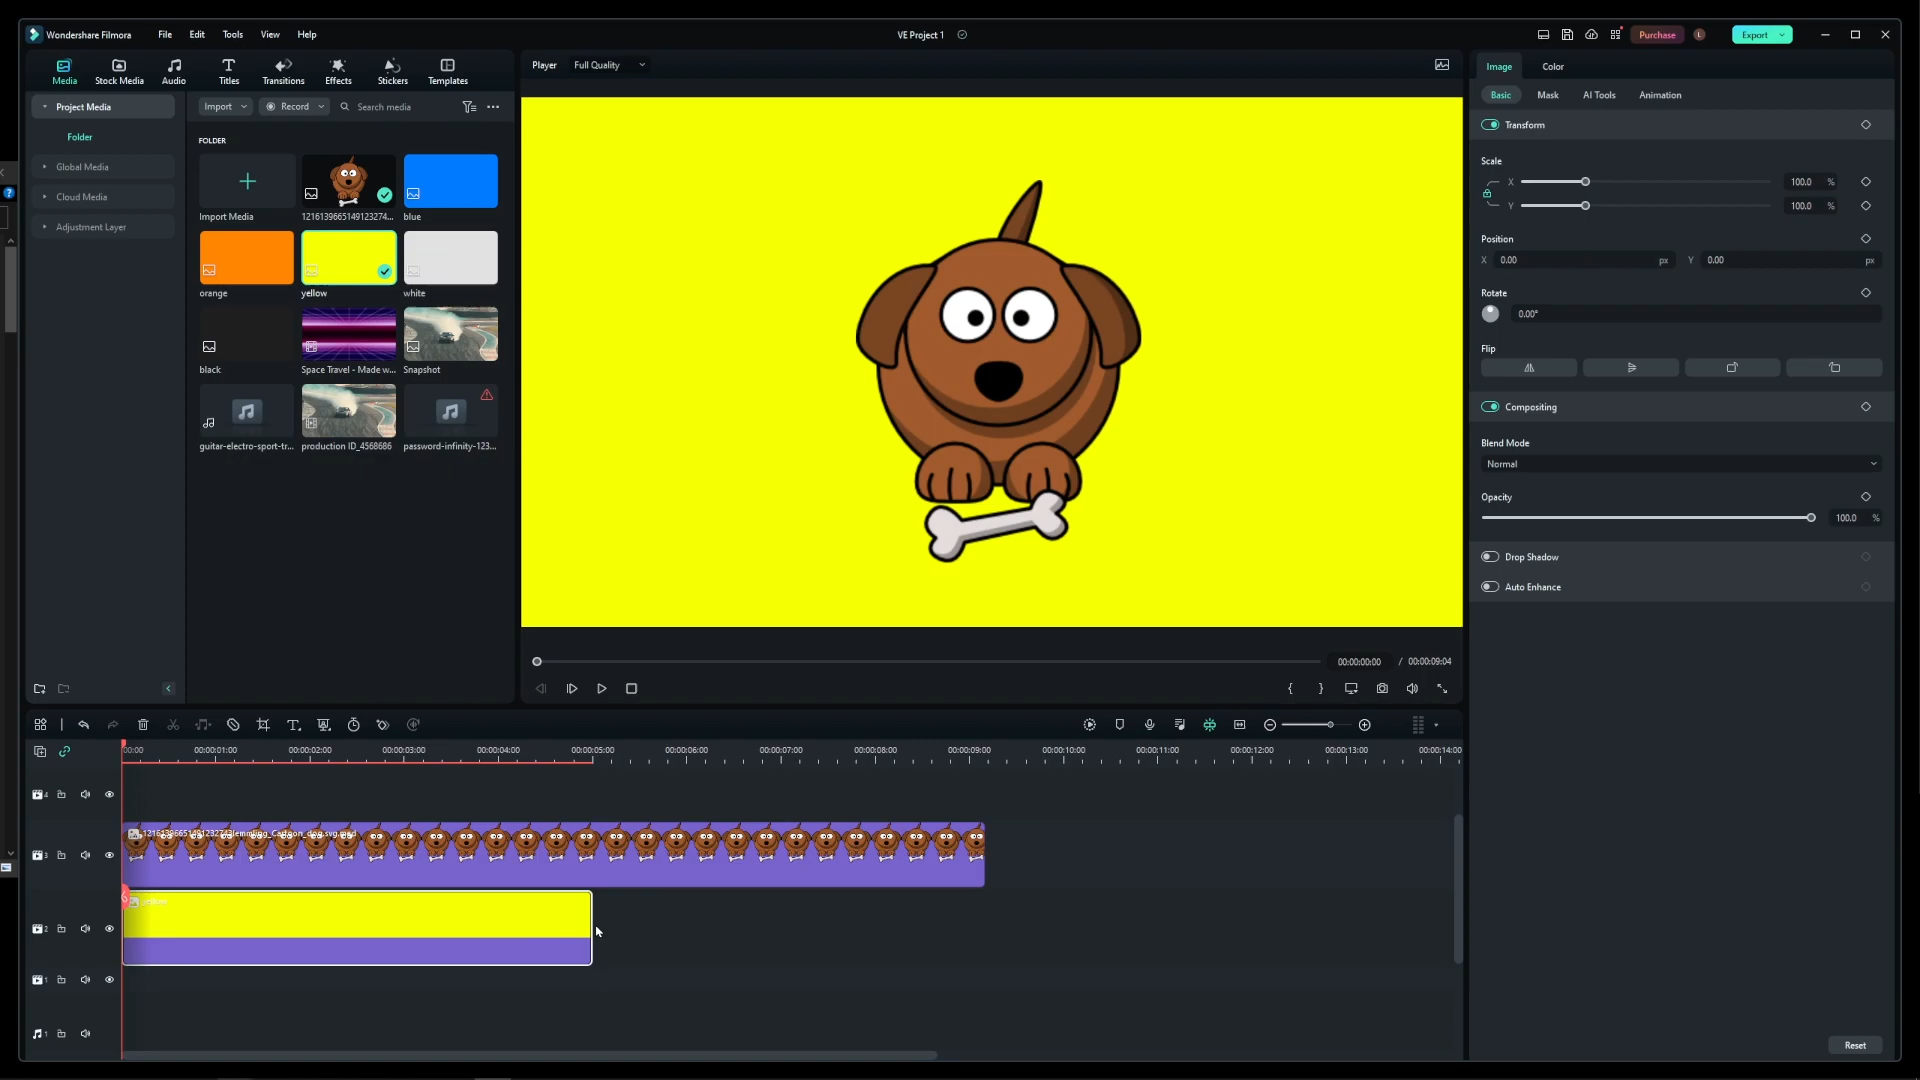 Wondershare Filmora File Edit Tools View Help VE Project 1 Purchase L Export
Media Stock Media Audio Titles Transitions Effects Stickers Templates
Player Full Quality
Image Color
Basic Mask AI Tools Animation
Project Media
Folder
Global Media
Cloud Media
Adjustment Layer
Import Record Search media
FOLDER
Import Media 1216139665149123274... blue
orange yellow white
black Space Travel - Made w... Snapshot
guitar-electro-sport-tr... production ID_4568686 password-infinity-123...
Transform
Scale
X 100.0 %
Y 100.0 %
Position
X 0.00 px Y 0.00 px
Rotate
0.00°
Flip
Compositing
Blend Mode
Normal
Opacity
100.0 %
Drop Shadow
Auto Enhance
Reset
00:00:00:00 / 00:00:09:04
00:00 00:00:01:00 00:00:02:00 00:00:03:00 00:00:04:00 00:00:05:00 00:00:06:00 00:00:07:00 00:00:08:00 00:00:09:00 00:00:10:00 00:00:11:00 00:00:12:00 00:00:13:00 00:00:14:00
4
3
2
yellow
1
1